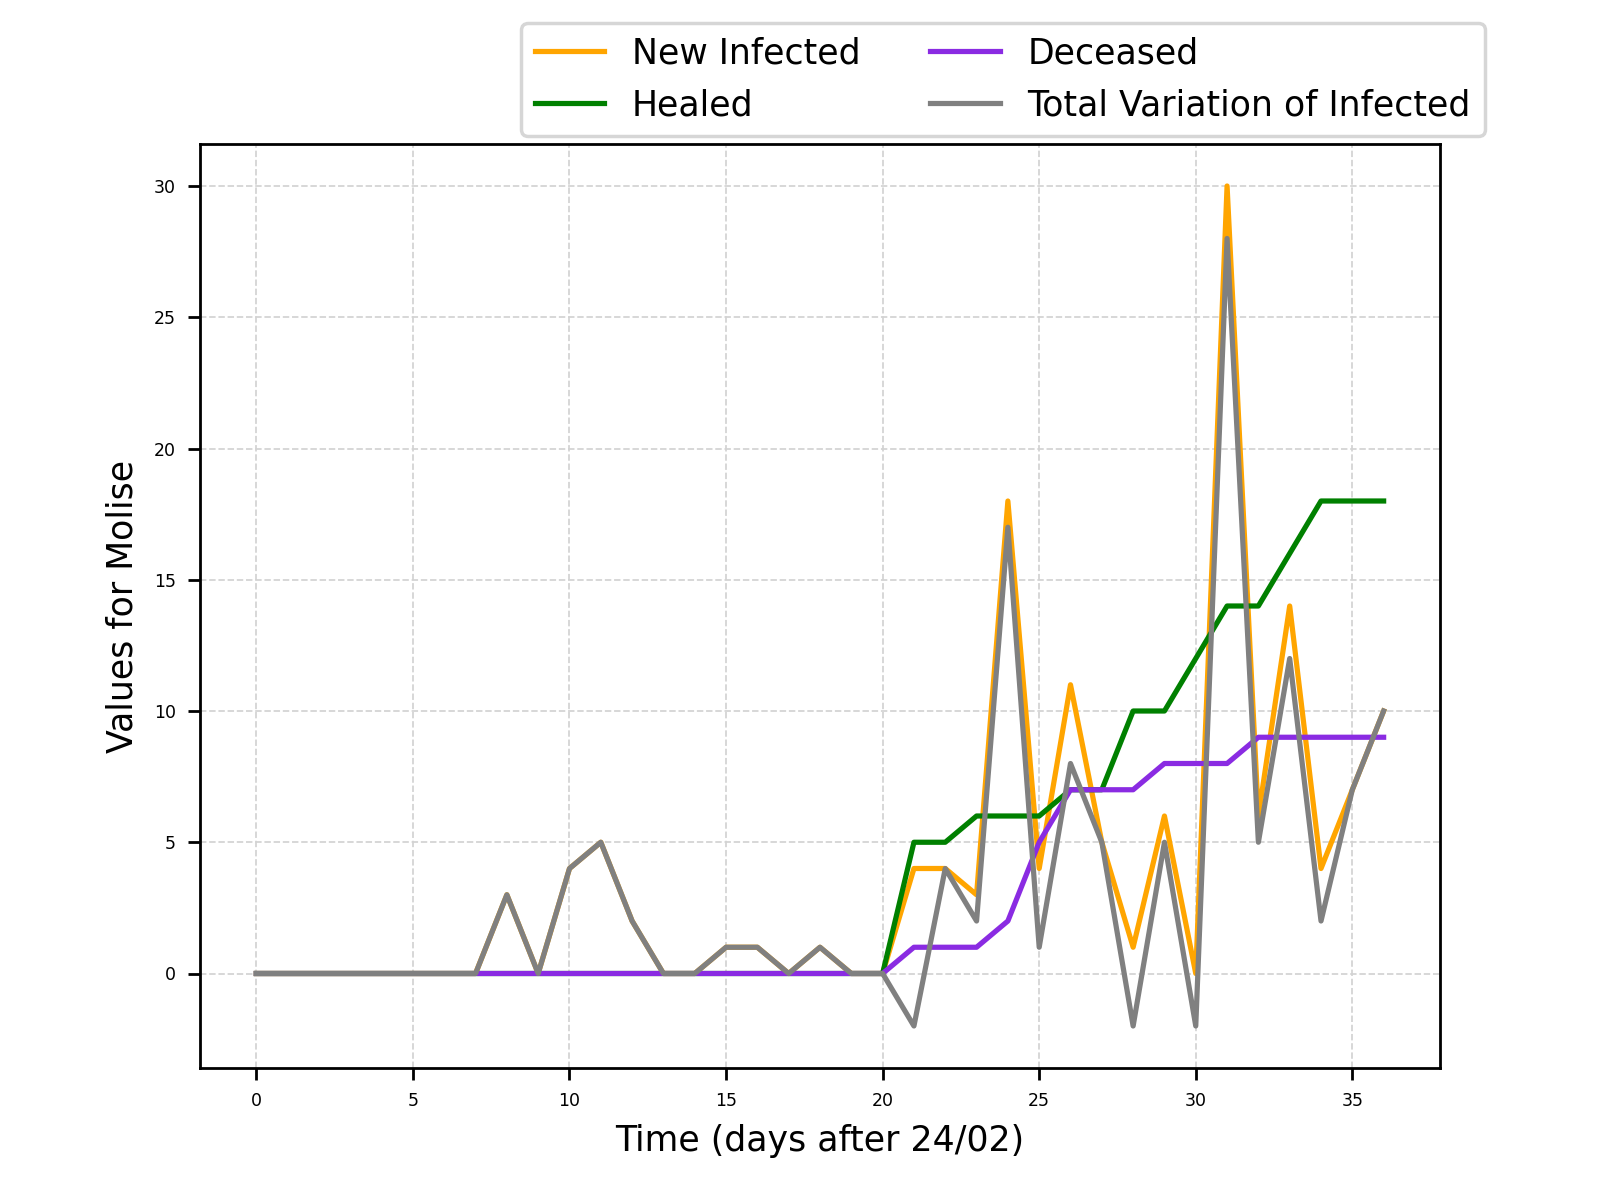 New Infected
Healed
Deceased
Total Variation of Infected
30
25
20
15
10
5
0
Values for Molise
0 5 10 15 20 25 30 35
Time (days after 24/02)